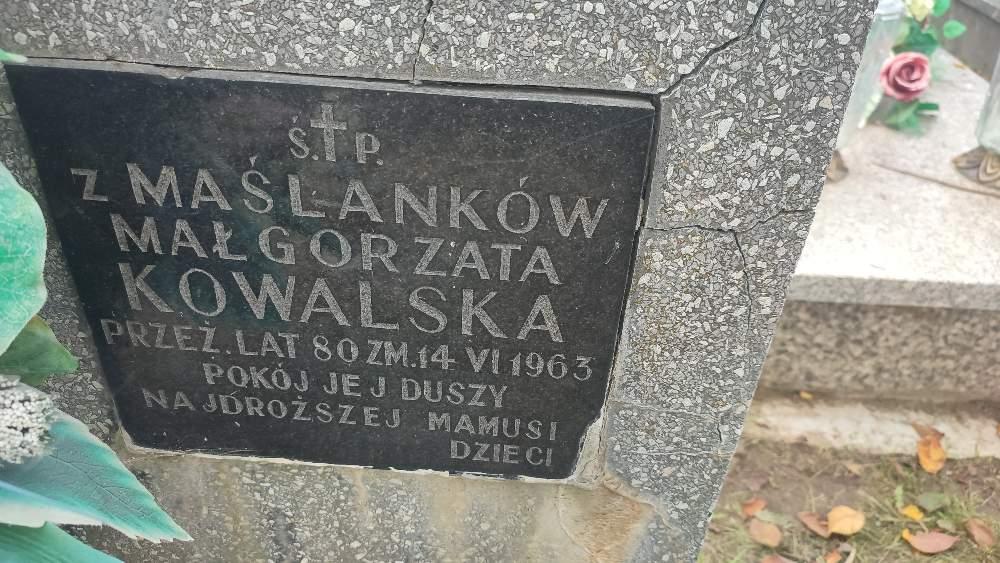 Ś.✝P.
Z MAŚLANKÓW
MAŁGORZATA
KOWALSKA
PRZEŻ. LAT 80 ZM. 14 VI 1963
POKÓJ JEJ DUSZY
NAJDROŻSZEJ MAMUSI
DZIECI